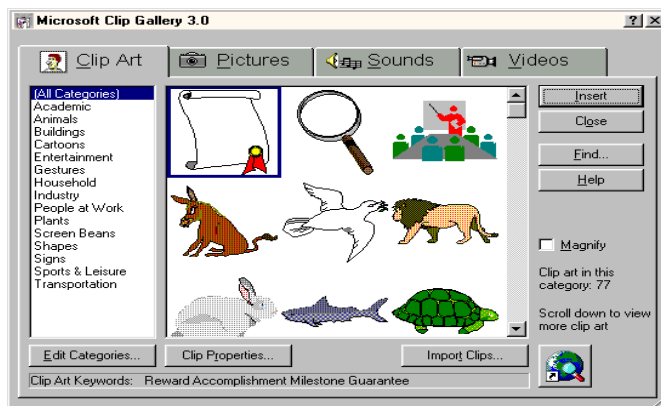 Microsoft Clip Gallery 3.0
Clip Art
Pictures
Sounds
Videos
(All Categories)
Academic
Animals
Buildings
Cartoons
Entertainment
Gestures
Household
Industry
People at Work
Plants
Screen Beans
Shapes
Signs
Sports & Leisure
Transportation
Insert
Close
Find...
Help
Magnify
Clip art in this
category: 77
Scroll down to view
more clip art
Edit Categories...
Clip Properties...
Import Clips...
Clip Art Keywords: Reward Accomplishment Milestone Guarantee